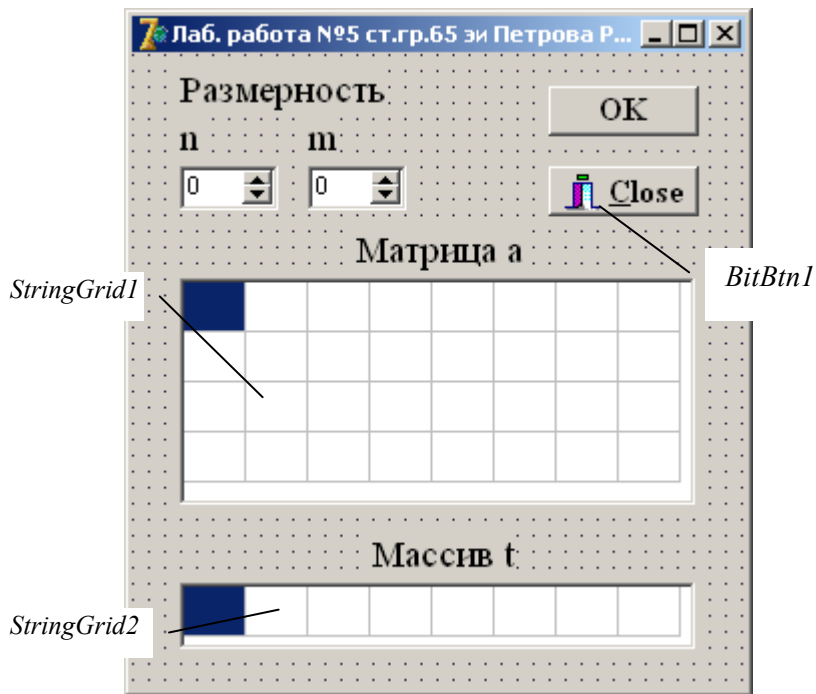 Лаб. работа №5 ст.гр.65 эи Петрова Р...
Размерность
OK
n m
0 0
Close
Матрица a
StringGrid1
BitBtn1
Массив t
StringGrid2